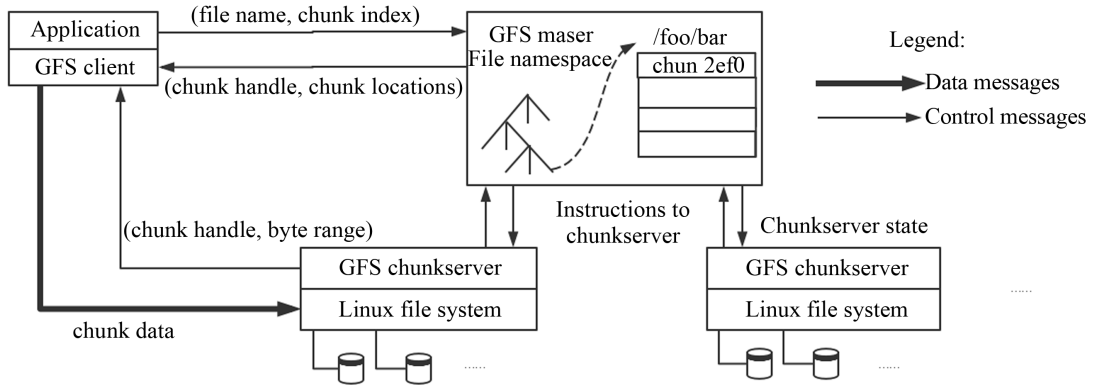 Application
GFS client
(file name, chunk index)
(chunk handle, chunk locations)
GFS maser
File namespace
/foo/bar
chun 2ef0
Legend:
Data messages
Control messages
(chunk handle, byte range)
Instructions to
chunkserver
Chunkserver state
GFS chunkserver
Linux file system
GFS chunkserver
Linux file system
......
chunk data
......
......